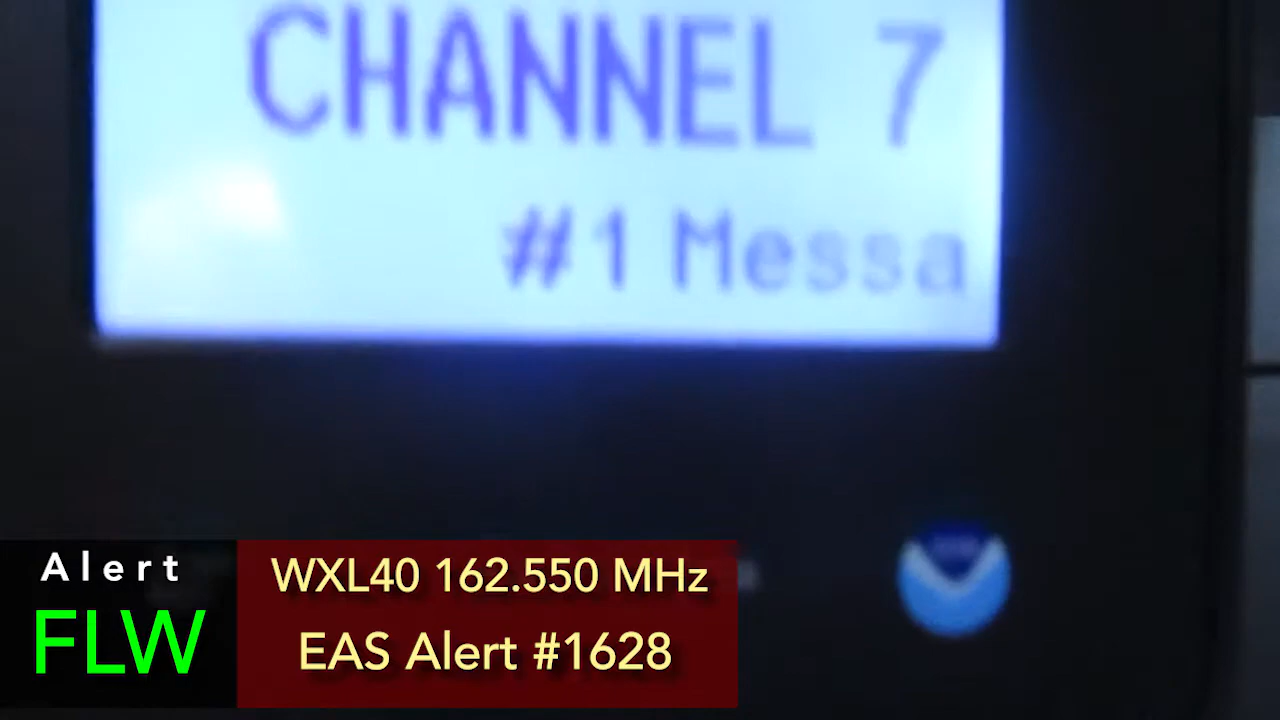 CHANNEL 7
#1 Messa
Alert
FLW
WXL40 162.550 MHz
EAS Alert #1628